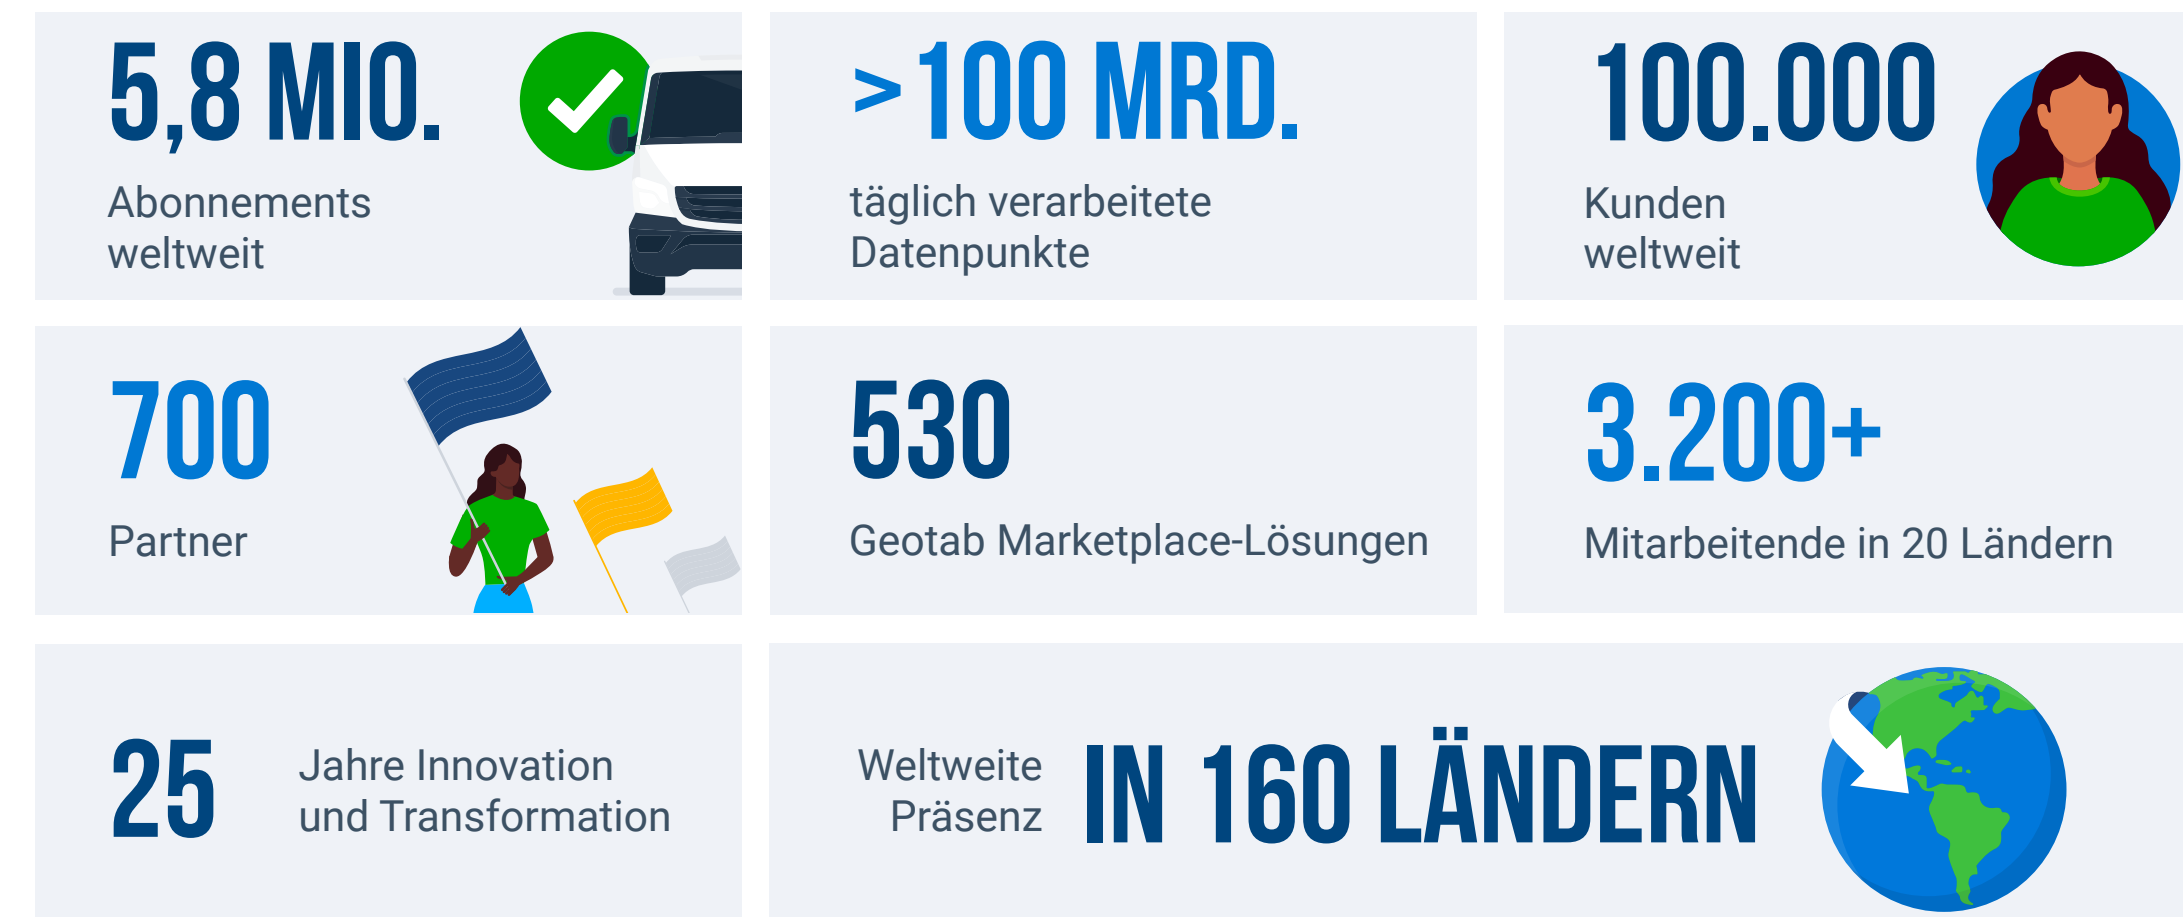 5,8 MIO.
Abonnements
weltweit
> 100 MRD.
täglich verarbeitete
Datenpunkte
100.000
Kunden
weltweit
700
Partner
530
Geotab Marketplace-Lösungen
3.200+
Mitarbeitende in 20 Ländern
25
Jahre Innovation
und Transformation
Weltweite
Präsenz
IN 160 LÄNDERN